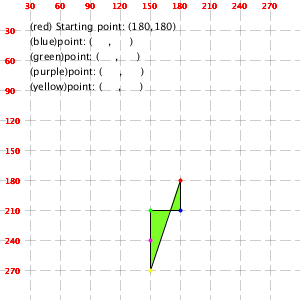 30 60 90 120 150 180 210 240 270
30
(red) Starting point: (180,180)
(blue)point: ( , )
60
(green)point: ( , )
(purple)point: ( , )
90
(yellow)point: ( , )
120
150
180
210
240
270